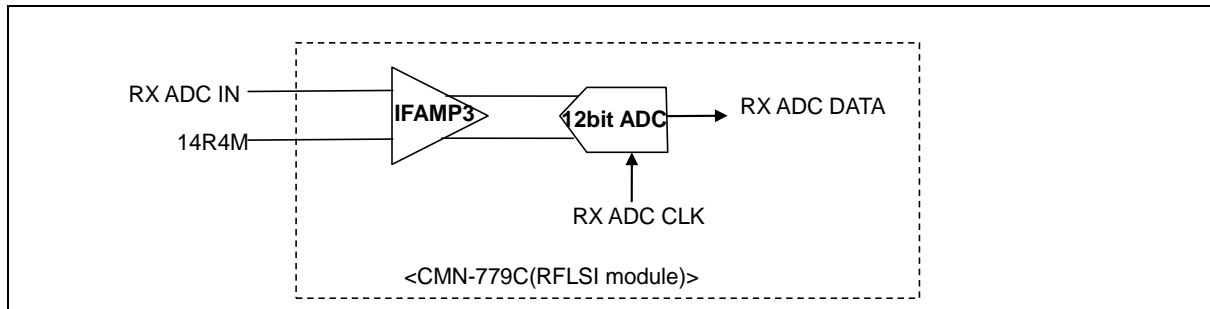 RX ADC IN
14R4M
IFAMP3
12bit ADC
RX ADC DATA
RX ADC CLK
<CMN-779C(RFLSI module)>